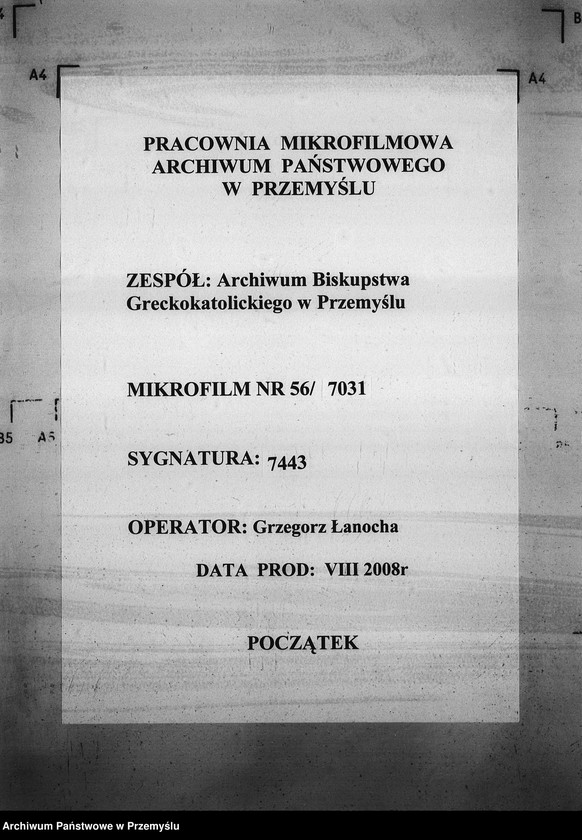 A4
A4
PRACOWNIA MIKROFILMOWA
ARCHIWUM PAŃSTWOWEGO
W PRZEMYŚLU
ZESPÓŁ: Archiwum Biskupstwa
Greckokatolickiego w Przemyślu
MIKROFILM NR 56/ 7031
B5 A5
SYGNATURA: 7443
OPERATOR: Grzegorz Łanocha
DATA PROD: VIII 2008r
POCZĄTEK
Archiwum Państwowe w Przemyślu